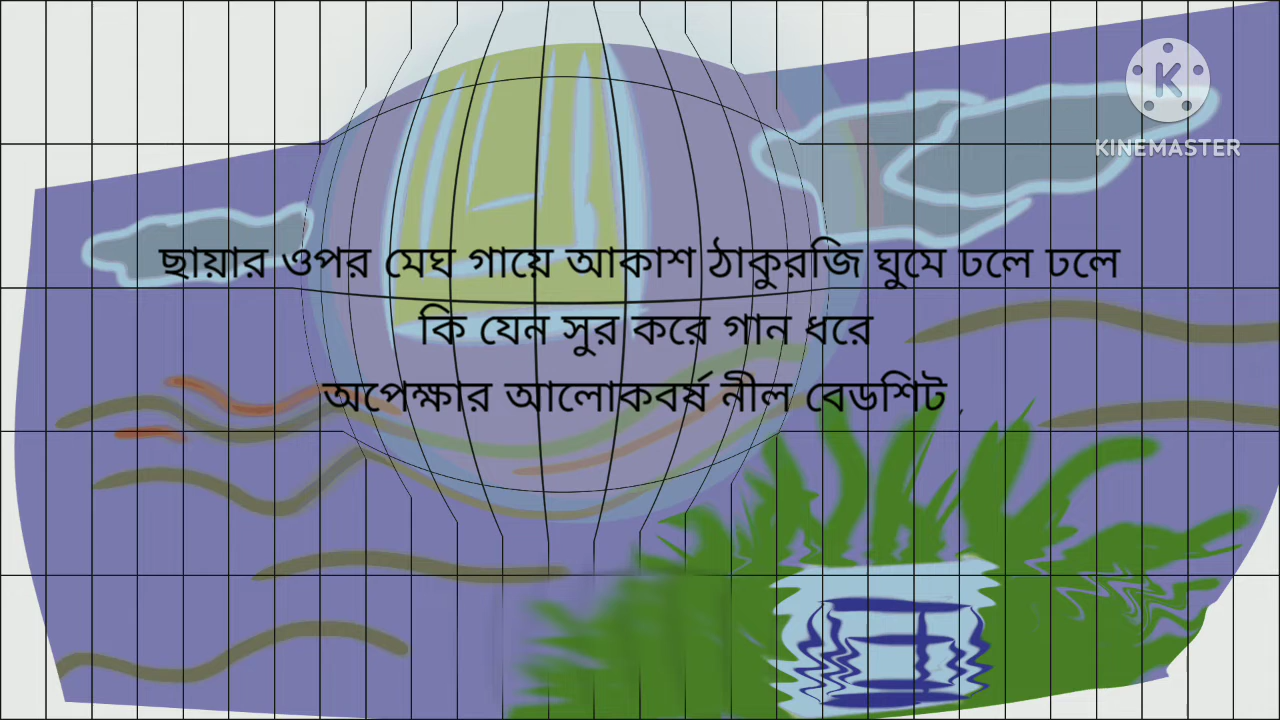 K
KINEMASTER
ছায়ার ওপর মেঘ গায়ে আকাশ ঠাকুরজি ঘুমে ঢলে ঢলে
কি যেন সুর করে গান ধরে
অপেক্ষার আলোকবর্ষ নীল বেডশিট ,